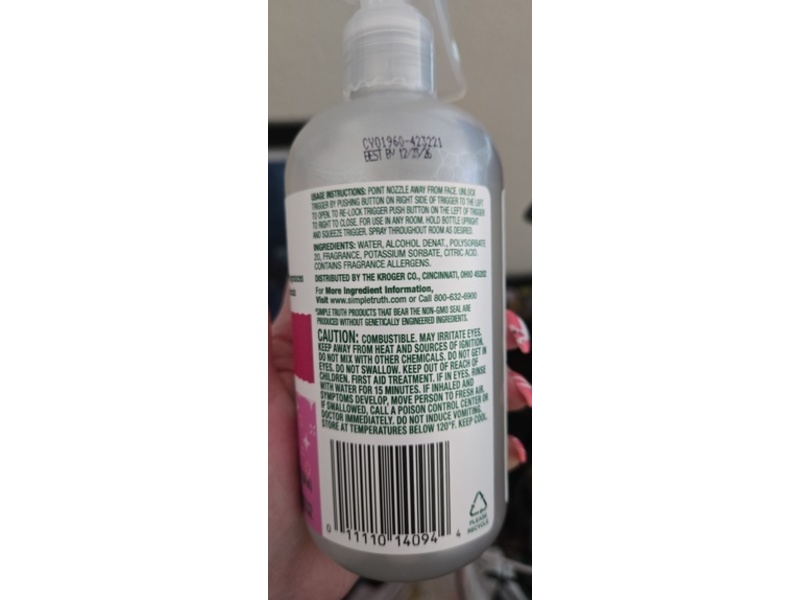 CV01960-423221
BEST BY 12/23/26
USAGE INSTRUCTIONS: POINT NOZZLE AWAY FROM FACE. UNLOCK
TRIGGER BY PUSHING BUTTON ON RIGHT SIDE OF TRIGGER TO THE LEFT
TO OPEN. TO RE-LOCK TRIGGER PUSH BUTTON ON THE LEFT OF TRIGGER
TO RIGHT TO CLOSE. FOR USE IN ANY ROOM. HOLD BOTTLE UPRIGHT
AND SQUEEZE TRIGGER. SPRAY THROUGHOUT ROOM AS DESIRED.
INGREDIENTS: WATER, ALCOHOL DENAT., POLYSORBATE
20, FRAGRANCE, POTASSIUM SORBATE, CITRIC ACID.
CONTAINS FRAGRANCE ALLERGENS.
DISTRIBUTED BY THE KROGER CO., CINCINNATI, OHIO 45202
For More Ingredient Information,
Visit www.simpletruth.com or Call 800-632-6900
*SIMPLE TRUTH PRODUCTS THAT BEAR THE NON-GMO SEAL ARE
PRODUCED WITHOUT GENETICALLY ENGINEERED INGREDIENTS.
CAUTION: COMBUSTIBLE. MAY IRRITATE EYES.
KEEP AWAY FROM HEAT AND SOURCES OF IGNITION.
DO NOT MIX WITH OTHER CHEMICALS. DO NOT GET IN
EYES. DO NOT SWALLOW. KEEP OUT OF REACH OF
CHILDREN. FIRST AID TREATMENT. IF IN EYES, RINSE
WITH WATER FOR 15 MINUTES. IF INHALED AND
SYMPTOMS DEVELOP, MOVE PERSON TO FRESH AIR.
IF SWALLOWED, CALL A POISON CONTROL CENTER OR
DOCTOR IMMEDIATELY. DO NOT INDUCE VOMITING.
STORE AT TEMPERATURES BELOW 120°F. KEEP COOL.
0 11110 14094 4
PLEASE
RECYCLE